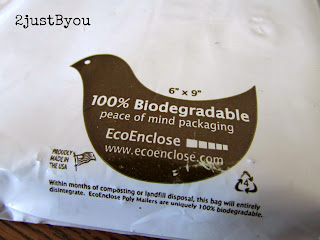 2justByou
6" x 9"
100% Biodegradable
peace of mind packaging
EcoEnclose
www.ecoenclose.com
PROUDLY
MADE IN
THE USA
4
Within months of composting or landfill disposal, this bag will entirely
disintegrate. EcoEnclose Poly Mailers are uniquely 100% biodegradable.